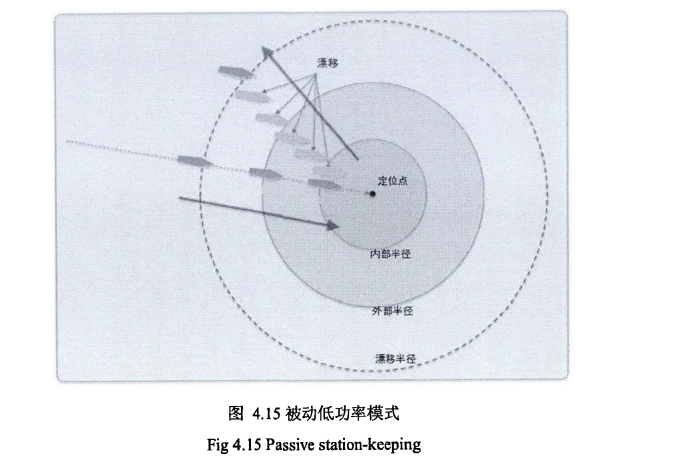 漂移
定位点
内部半径
外部半径
漂移半径
图 4.15 被动低功率模式
Fig 4.15 Passive station-keeping